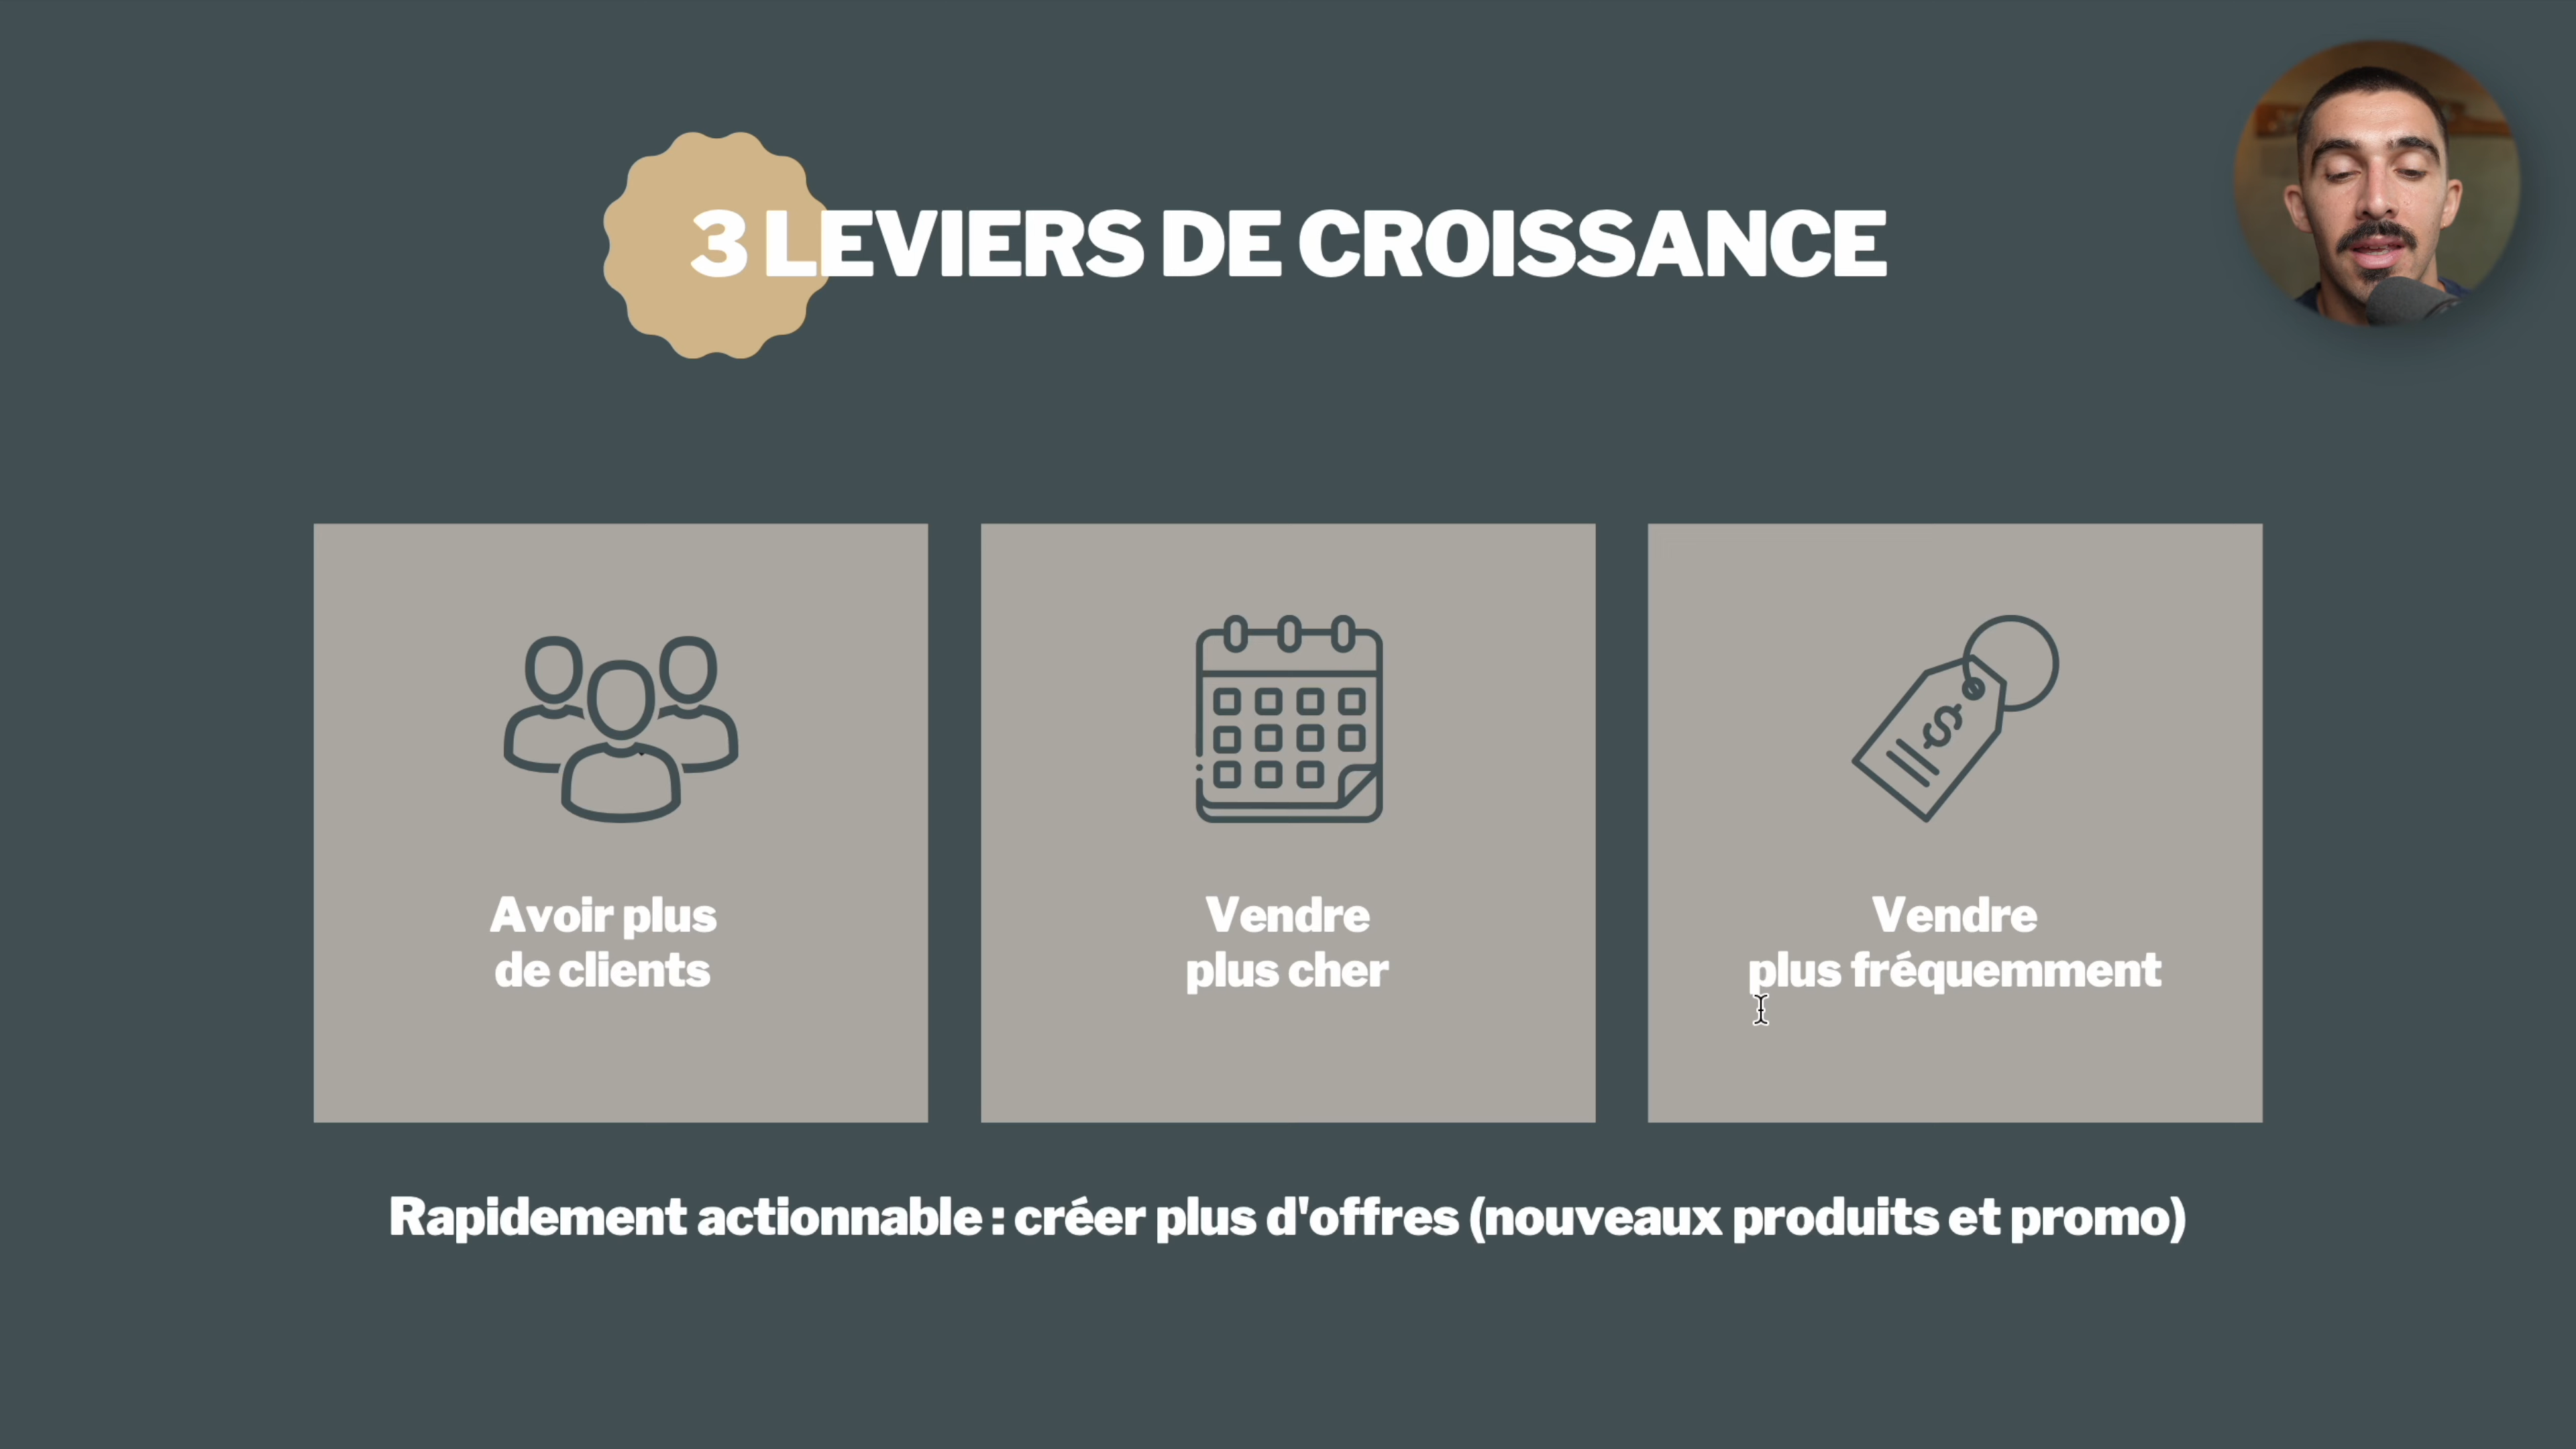 3 LEVIERS DE CROISSANCE
Avoir plus
de clients
Vendre
plus cher
Vendre
plus fréquemment
Rapidement actionnable : créer plus d'offres (nouveaux produits et promo)